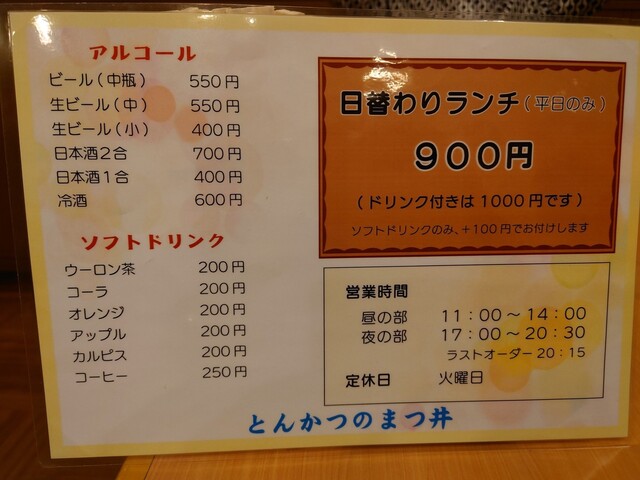 アルコール
ビール(中瓶) 550円
生ビール(中) 550円
生ビール(小) 400円
日本酒2合 700円
日本酒1合 400円
冷酒 600円
ソフトドリンク
ウーロン茶 200円
コーラ 200円
オレンジ 200円
アップル 200円
カルピス 200円
コーヒー 250円
日替わりランチ(平日のみ)
900円
(ドリンク付きは1000円です)
ソフトドリンクのみ、+100円でお付けします
営業時間
昼の部 11:00~14:00
夜の部 17:00~20:30
ラストオーダー20:15
定休日 火曜日
とんかつのまつ井